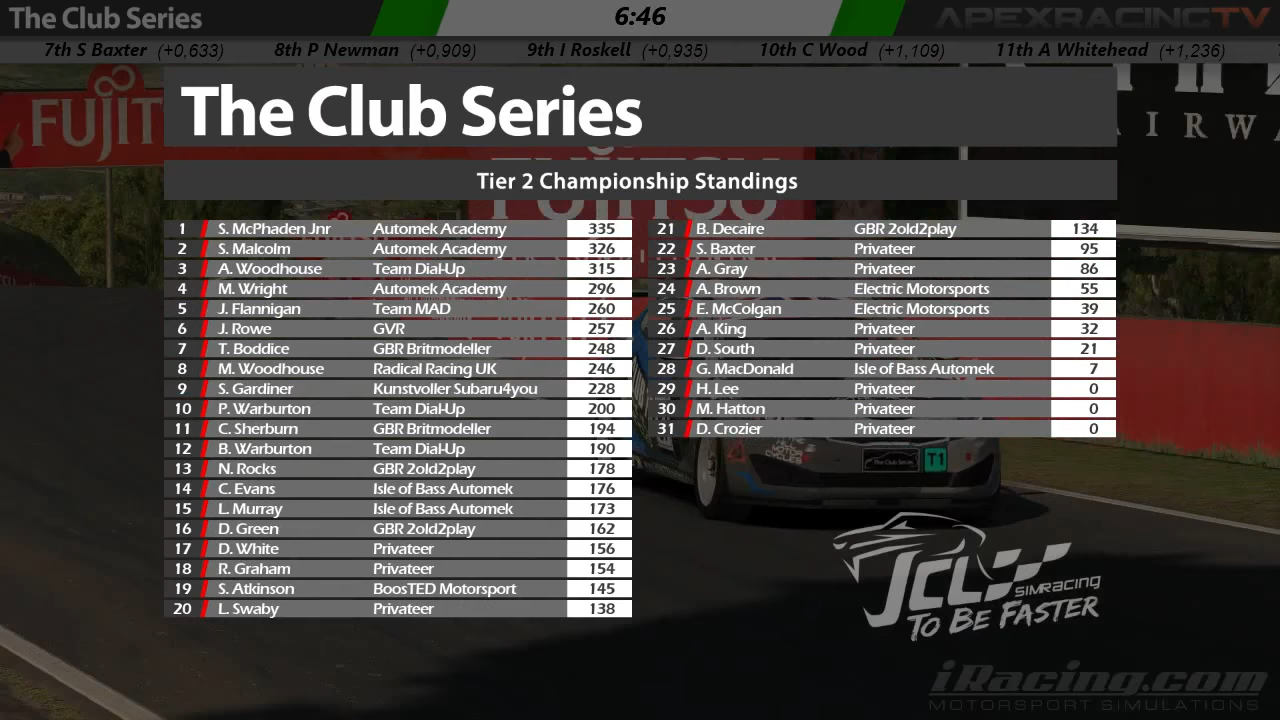 The Club Series
6:46
APEXRACINGTV
7th S Baxter (+0,633) 8th P Newman (+0,909) 9th I Roskell (+0,935) 10th C Wood (+1,109) 11th A Whitehead (+1,236)
FUJIT
AIRWA
The Club Series
FUJITSU
Tier 2 Championship Standings
1 S. McPhaden Jnr Automek Academy 335
2 S. Malcolm Automek Academy 326
3 A. Woodhouse Team Dial-Up 315
4 M. Wright Automek Academy 296
5 J. Flannigan Team MAD 260
6 J. Rowe GVR 257
7 T. Boddice GBR Britmodeller 248
8 M. Woodhouse Radical Racing UK 246
9 S. Gardiner Kunstvoller Subaru4you 228
10 P. Warburton Team Dial-Up 200
11 C. Sherburn GBR Britmodeller 194
12 B. Warburton Team Dial-Up 190
13 N. Rocks GBR 2old2play 178
14 C. Evans Isle of Bass Automek 176
15 L. Murray Isle of Bass Automek 173
16 D. Green GBR 2old2play 162
17 D. White Privateer 156
18 R. Graham Privateer 154
19 S. Atkinson BoosTED Motorsport 145
20 L. Swaby Privateer 138
21 B. Decaire GBR 2old2play 134
22 S. Baxter Privateer 95
23 A. Gray Privateer 86
24 A. Brown Electric Motorsports 55
25 E. McColgan Electric Motorsports 39
26 A. King Privateer 32
27 D. South Privateer 21
28 G. MacDonald Isle of Bass Automek 7
29 H. Lee Privateer 0
30 M. Hatton Privateer 0
31 D. Crozier Privateer 0
The Club Series T1
JCL
SIMRACING
TO BE FASTER
iRacing.com
MOTORSPORT SIMULATIONS